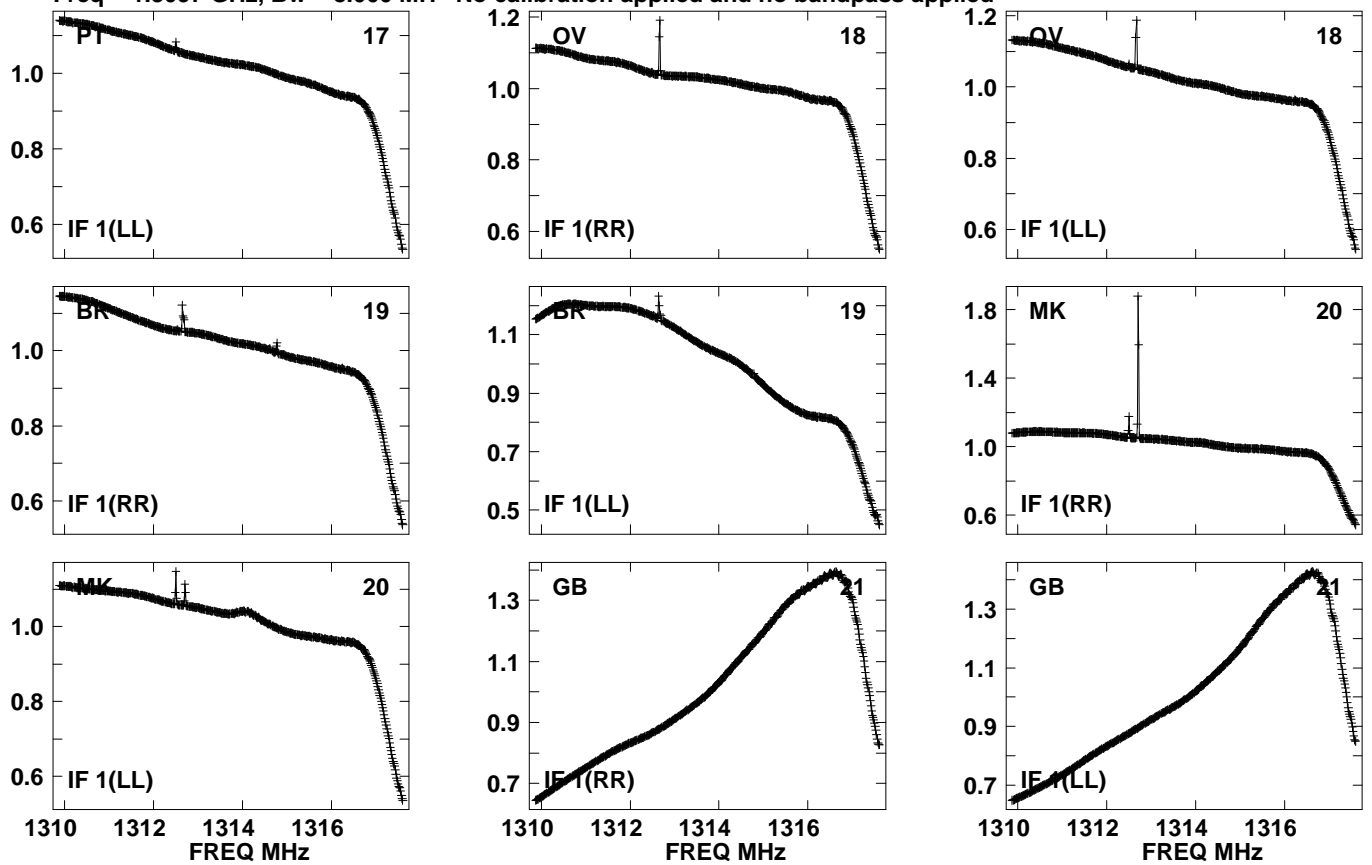 No calibration applied and no bandpass applied
PT 17
1.0
0.8
0.6
IF 1(LL)
OV 18
1.2
1.0
0.8
0.6
IF 1(RR)
OV 18
1.2
1.0
0.8
0.6
IF 1(LL)
BR 19
1.0
0.8
0.6
IF 1(RR)
BR 19
1.1
0.9
0.7
0.5
IF 1(LL)
MK 20
1.8
1.4
1.0
0.6
IF 1(RR)
MK 20
1.0
0.8
0.6
IF 1(LL)
1310 1312 1314 1316
FREQ MHz
GB 21
1.3
1.1
0.9
0.7
IF 1(RR)
1310 1312 1314 1316
FREQ MHz
GB 21
1.3
1.1
0.9
0.7
IF 1(LL)
1310 1312 1314 1316
FREQ MHz